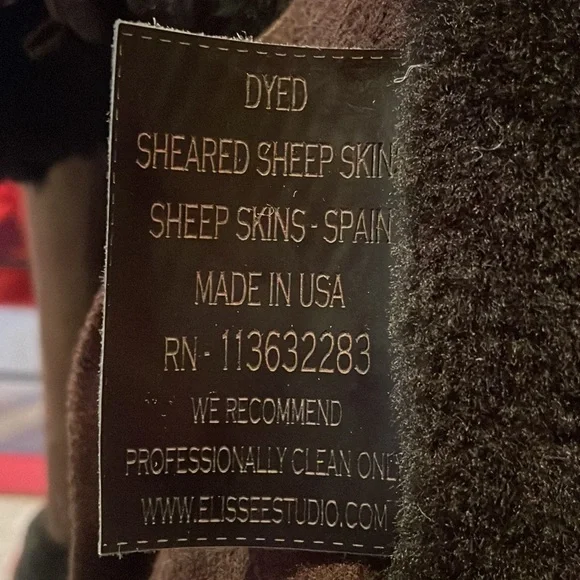 DYED
SHEARED SHEEP SKIN
SHEEP SKINS - SPAIN
MADE IN USA
RN - 113632283
WE RECOMMEND
PROFESSIONALLY CLEAN ONL
WWW.ELISSEESTUDIO.COM